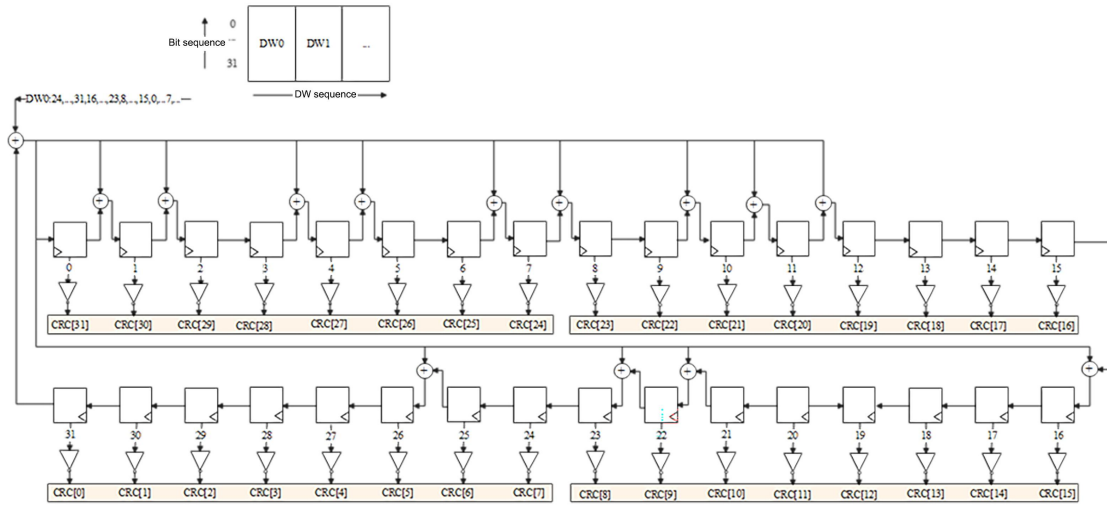 0
Bit sequence
...
DW0 DW1 ...
31
DW sequence
DW0:24,...,31,16,...,23,8,...,15,0,...7,...
0 1 2 3 4 5 6 7 8 9 10 11 12 13 14 15
CRC[31] CRC[30] CRC[29] CRC[28] CRC[27] CRC[26] CRC[25] CRC[24] CRC[23] CRC[22] CRC[21] CRC[20] CRC[19] CRC[18] CRC[17] CRC[16]
31 30 29 28 27 26 25 24 23 22 21 20 19 18 17 16
CRC[0] CRC[1] CRC[2] CRC[3] CRC[4] CRC[5] CRC[6] CRC[7] CRC[8] CRC[9] CRC[10] CRC[11] CRC[12] CRC[13] CRC[14] CRC[15]